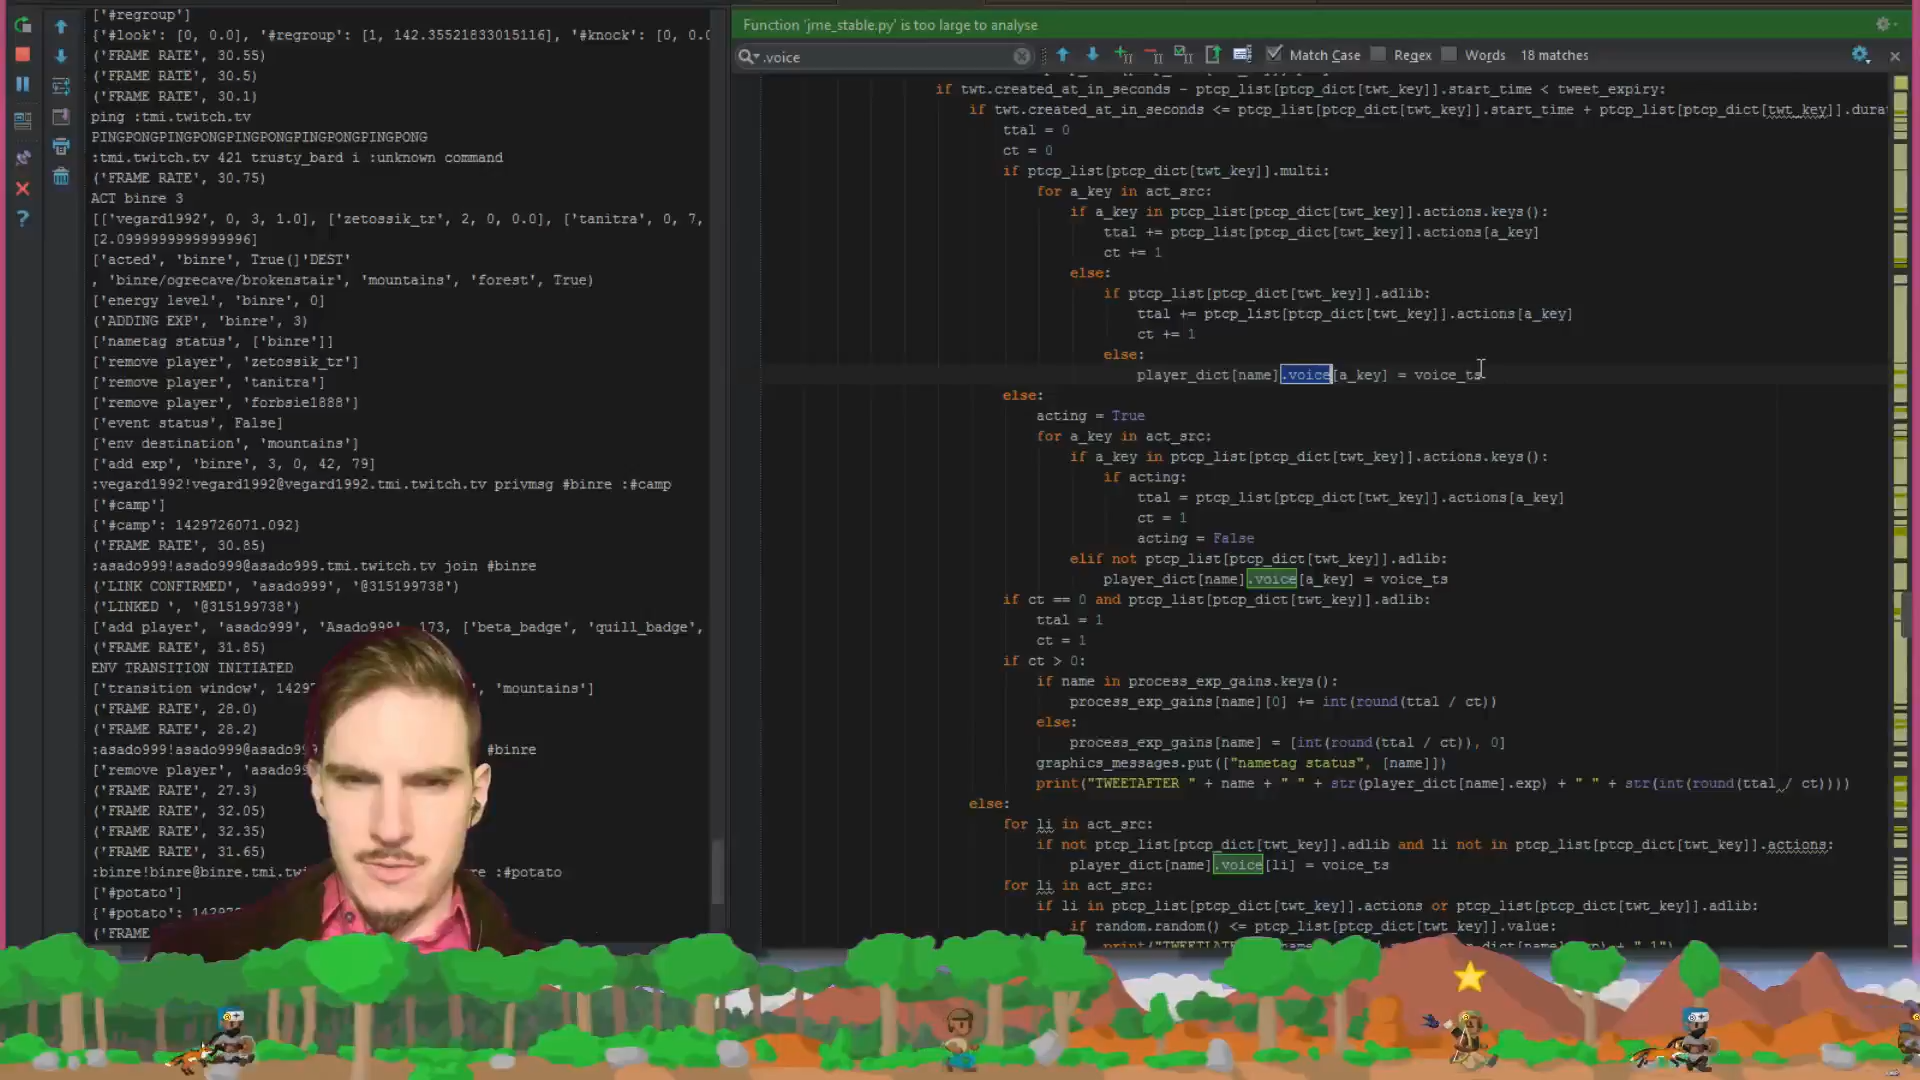 ['#regroup']
{'#look': [0, 0.0], '#regroup': [1, 142.35521833015116], '#knock': [0, 0.0
('FRAME RATE', 30.55)
('FRAME RATE', 30.5)
('FRAME RATE', 30.1)
ping :tmi.twitch.tv
PINGPONGPINGPONGPINGPONGPINGPONGPINGPONG
:tmi.twitch.tv 421 trusty_bard i :unknown command
('FRAME RATE', 30.75)
ACT binre 3
[['vegard1992', 0, 3, 1.0], ['zetossik_tr', 2, 0, 0.0], ['tanitra', 0, 7,
[2.0999999999999996]
['acted', 'binre', True(]'DEST'
, 'binre/ogrecave/brokenstair', 'mountains', 'forest', True)
['energy level', 'binre', 0]
('ADDING EXP', 'binre', 3)
['nametag status', ['binre']]
['remove player', 'zetossik_tr']
['remove player', 'tanitra']
['remove player', 'forbsie1888']
['event status', False]
['env destination', 'mountains']
['add exp', 'binre', 3, 0, 42, 79]
:vegard1992!vegard1992@vegard1992.tmi.twitch.tv privmsg #binre :#camp
['#camp']
{'#camp': 1429726071.092}
('FRAME RATE', 30.85)
:asado999!asado999@asado999.tmi.twitch.tv join #binre
('LINK CONFIRMED', 'asado999', '@315199738')
('LINKED ', '@315199738')
['add player', 'asado999', 'Asado999', 173, ['beta_badge', 'quill_badge',
('FRAME RATE', 31.85)
ENV TRANSITION INITIATED
['transition window', 1429 ', 'mountains']
('FRAME RATE', 28.0)
('FRAME RATE', 28.2)
:asado999!asado999@asado99 #binre
['remove player', 'asado9
('FRAME RATE', 27.3)
('FRAME RATE', 32.05)
('FRAME RATE', 32.35)
('FRAME RATE', 31.65)
:binre!binre@binre.tmi.tw re :#potato
['#potato']
{'#potato': 1429
('FRAME
Function 'jme_stable.py' is too large to analyse
.voice Match Case Regex Words 18 matches
if twt.created_at_in_seconds - ptcp_list[ptcp_dict[twt_key]].start_time < tweet_expiry:
if twt.created_at_in_seconds <= ptcp_list[ptcp_dict[twt_key]].start_time + ptcp_list[ptcp_dict[twt_key]].dura
ttal = 0
ct = 0
if ptcp_list[ptcp_dict[twt_key]].multi:
for a_key in act_src:
if a_key in ptcp_list[ptcp_dict[twt_key]].actions.keys():
ttal += ptcp_list[ptcp_dict[twt_key]].actions[a_key]
ct += 1
else:
if ptcp_list[ptcp_dict[twt_key]].adlib:
ttal += ptcp_list[ptcp_dict[twt_key]].actions[a_key]
ct += 1
else:
player_dict[name].voice[a_key] = voice_ts
else:
acting = True
for a_key in act_src:
if a_key in ptcp_list[ptcp_dict[twt_key]].actions.keys():
if acting:
ttal = ptcp_list[ptcp_dict[twt_key]].actions[a_key]
ct = 1
acting = False
elif not ptcp_list[ptcp_dict[twt_key]].adlib:
player_dict[name].voice[a_key] = voice_ts
if ct == 0 and ptcp_list[ptcp_dict[twt_key]].adlib:
ttal = 1
ct = 1
if ct > 0:
if name in process_exp_gains.keys():
process_exp_gains[name][0] += int(round(ttal / ct))
else:
process_exp_gains[name] = [int(round(ttal / ct)), 0]
graphics_messages.put(["nametag status", [name]])
print("TWEETAFTER " + name + " " + str(player_dict[name].exp) + " " + str(int(round(ttal / ct))))
else:
for li in act_src:
if not ptcp_list[ptcp_dict[twt_key]].adlib and li not in ptcp_list[ptcp_dict[twt_key]].actions:
player_dict[name].voice[li] = voice_ts
for li in act_src:
if li in ptcp_list[ptcp_dict[twt_key]].actions or ptcp_list[ptcp_dict[twt_key]].adlib:
if random.random() <= ptcp_list[ptcp_dict[twt_key]].value: